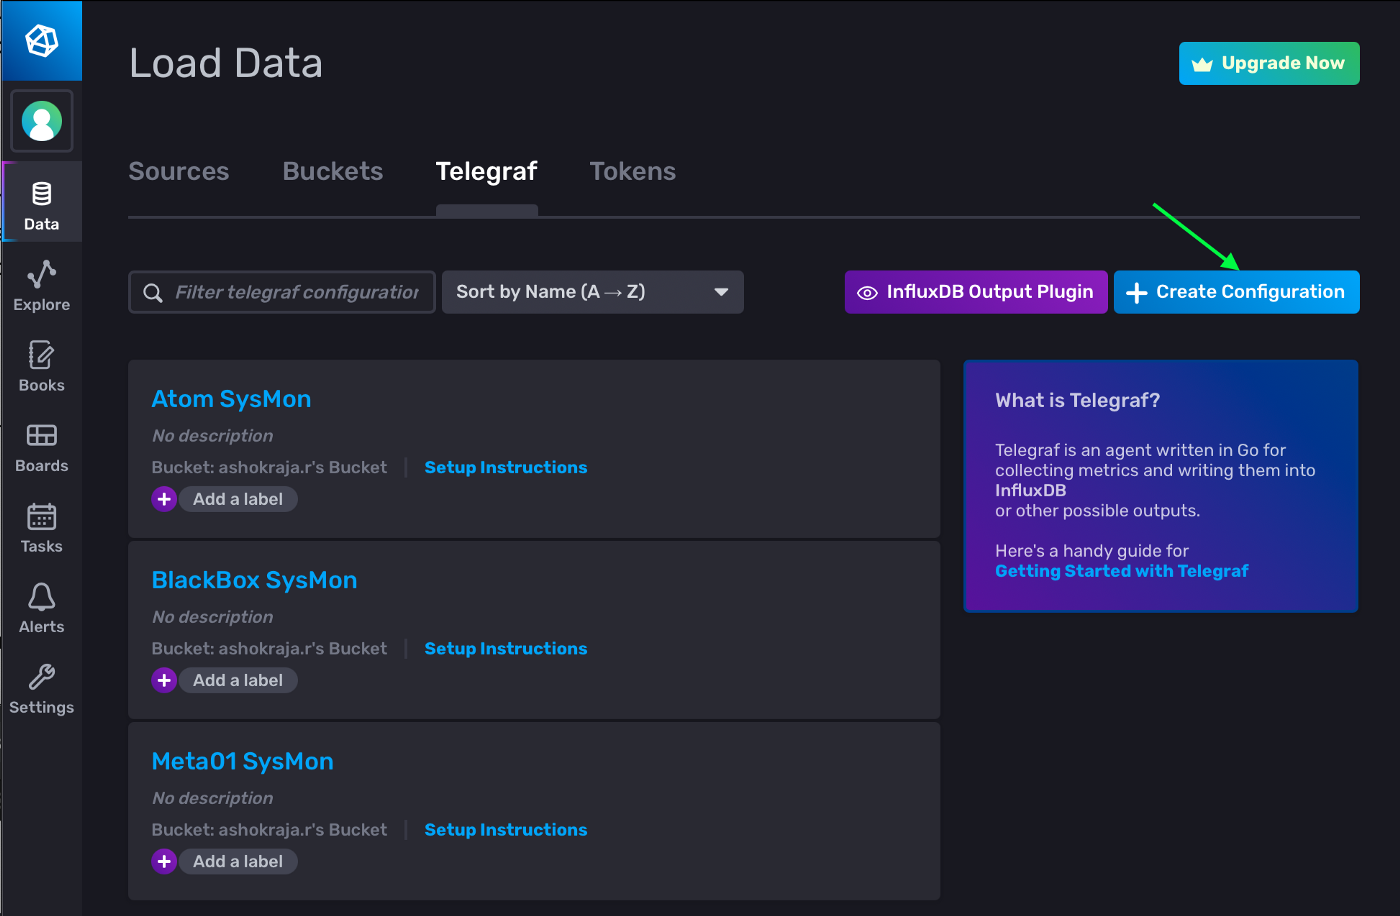 Load Data
Upgrade Now
Sources Buckets Telegraf Tokens
Data
Explore
Books
Boards
Tasks
Alerts
Settings
Filter telegraf configuration
Sort by Name (A → Z)
InfluxDB Output Plugin
Create Configuration
Atom SysMon
No description
Bucket: ashokraja.r's Bucket Setup Instructions
Add a label
BlackBox SysMon
No description
Bucket: ashokraja.r's Bucket Setup Instructions
Add a label
Meta01 SysMon
No description
Bucket: ashokraja.r's Bucket Setup Instructions
Add a label
What is Telegraf?
Telegraf is an agent written in Go for
collecting metrics and writing them into
InfluxDB
or other possible outputs.
Here's a handy guide for
Getting Started with Telegraf